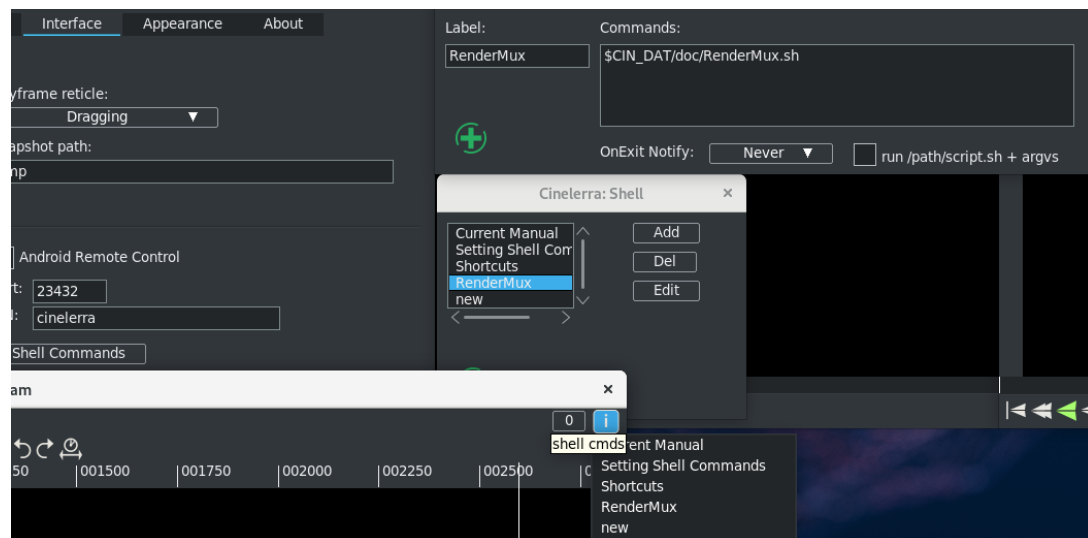 Interface Appearance About
yframe reticle:
Dragging ▼
apshot path:
mp
Android Remote Control
t: 23432
l: cinelerra
Shell Commands
Label: Commands:
RenderMux $CIN_DAT/doc/RenderMux.sh
OnExit Notify: Never ▼ run /path/script.sh + argvs
Cinelerra: Shell ×
Current Manual
Setting Shell Com
Shortcuts
RenderMux
new
Add
Del
Edit
am ×
0 i
shell cmds
50 001500 001750 002000 002250 002500
rent Manual
Setting Shell Commands
Shortcuts
RenderMux
new